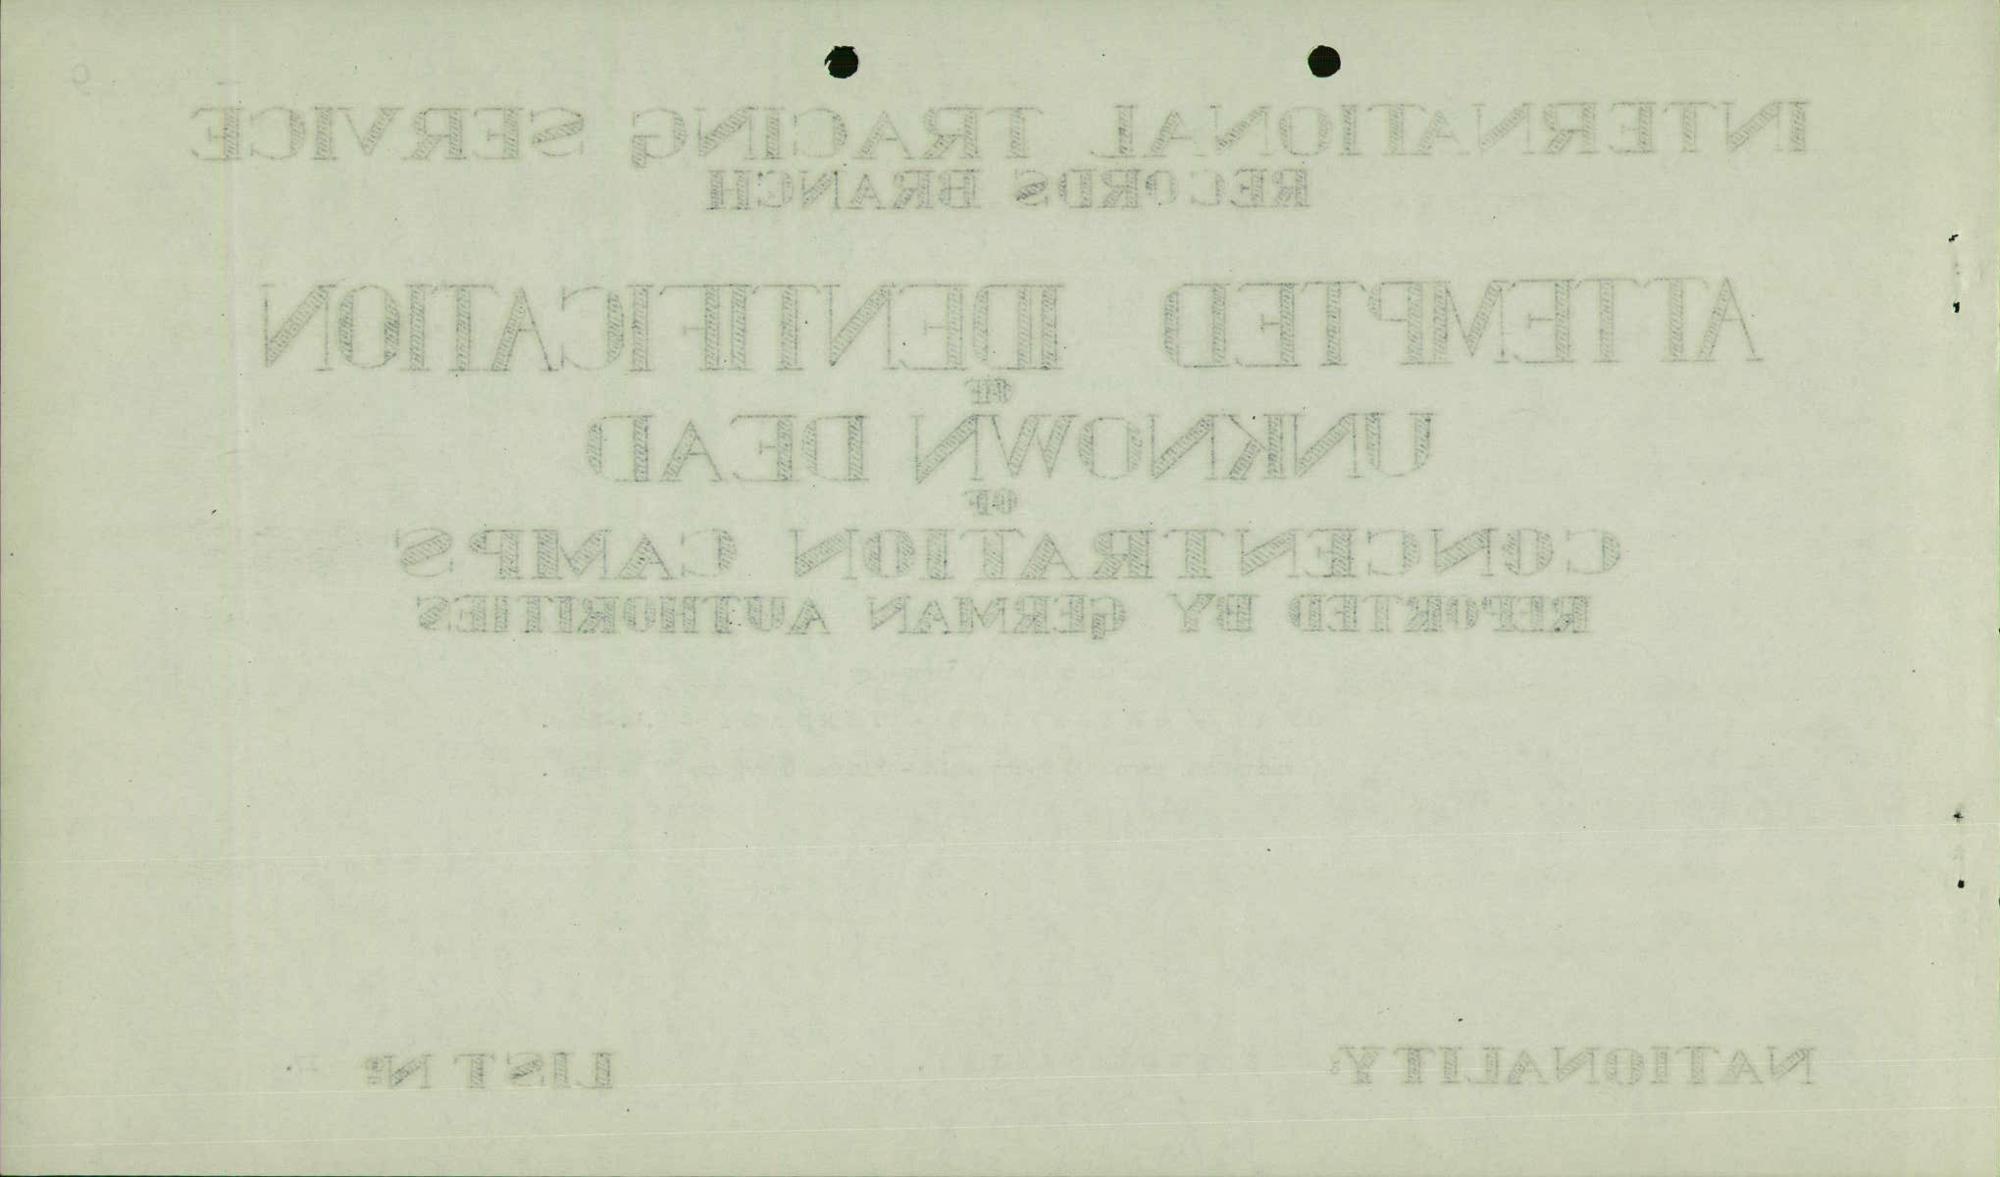 INTERNATIONAL TRACING SERVICE
RECORDS BRANCH
ATTEMPTED IDENTIFICATION
OF
UNKNOWN DEAD
OF
CONCENTRATION CAMPS
REPORTED BY GERMAN AUTHORITIES
NATIONALITY: LIST Nº